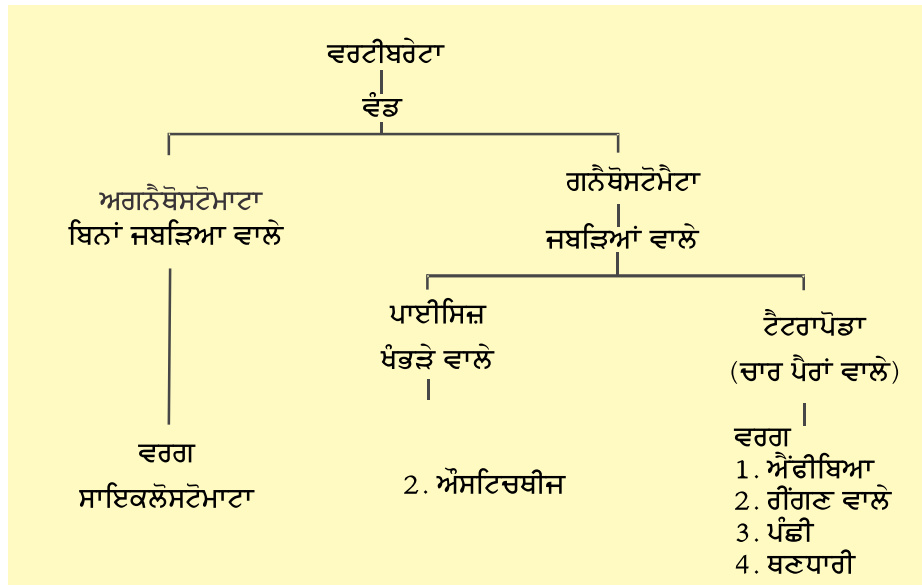 ਵਰਟੀਬਰੇਟਾ
ਵੰਡ
ਅਗਨੈਥੋਸਟੋਮਾਟਾ
ਬਿਨਾਂ ਜਬੜਿਆ ਵਾਲੇ
ਗਨੈਥੋਸਟੋਮੈਟਾ
ਜਬੜਿਆਂ ਵਾਲੇ
ਪਾਈਸਿਜ਼
ਖੰਭੜੇ ਵਾਲੇ
ਟੈਟਰਾਪੋਡਾ
(ਚਾਰ ਪੈਰਾਂ ਵਾਲੇ)
ਵਰਗ
ਸਾਇਕਲੋਸਟੋਮਾਟਾ
2. ਔਸਟਿਚਥੀਜ
ਵਰਗ
1. ਐਂਫੀਬਿਆ
2. ਰੀਂਗਣ ਵਾਲੇ
3. ਪੰਛੀ
4. ਥਣਧਾਰੀ